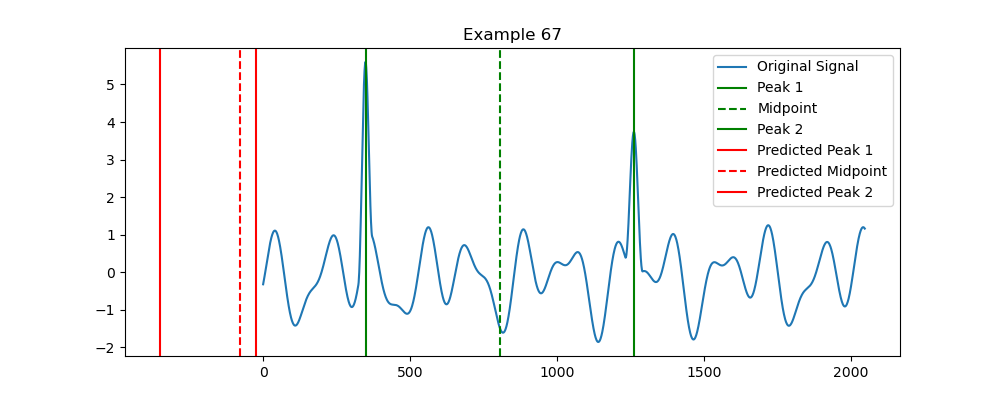 Example 67
Original Signal
Peak 1
Midpoint
Peak 2
Predicted Peak 1
Predicted Midpoint
Predicted Peak 2
5
4
3
2
1
0
−1
−2
0 500 1000 1500 2000